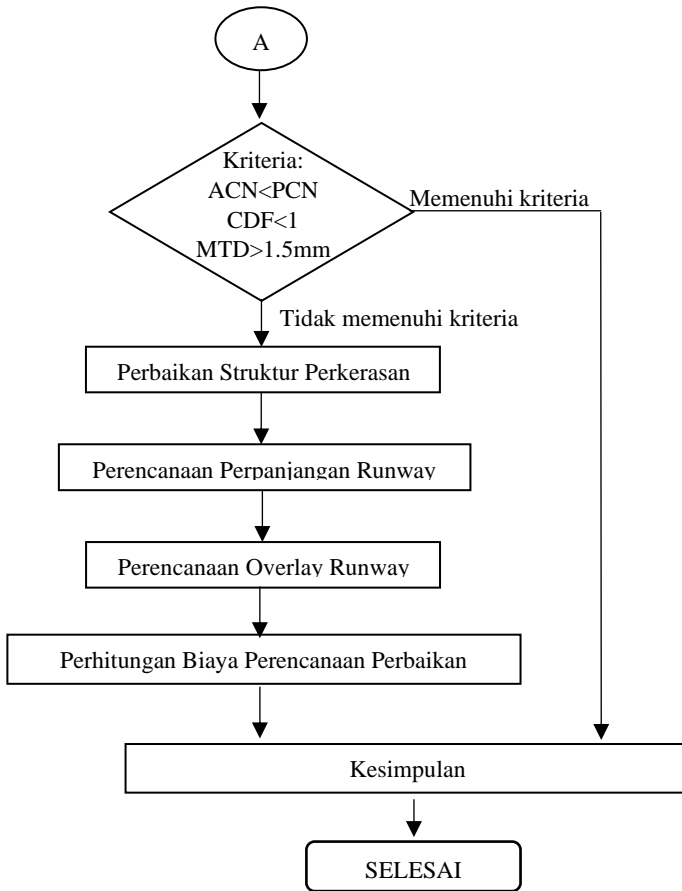 A
Kriteria:
ACN<PCN
CDF<1
MTD>1.5mm
Memenuhi kriteria
Tidak memenuhi kriteria
Perbaikan Struktur Perkerasan
Perencanaan Perpanjangan Runway
Perencanaan Overlay Runway
Perhitungan Biaya Perencanaan Perbaikan
Kesimpulan
SELESAI